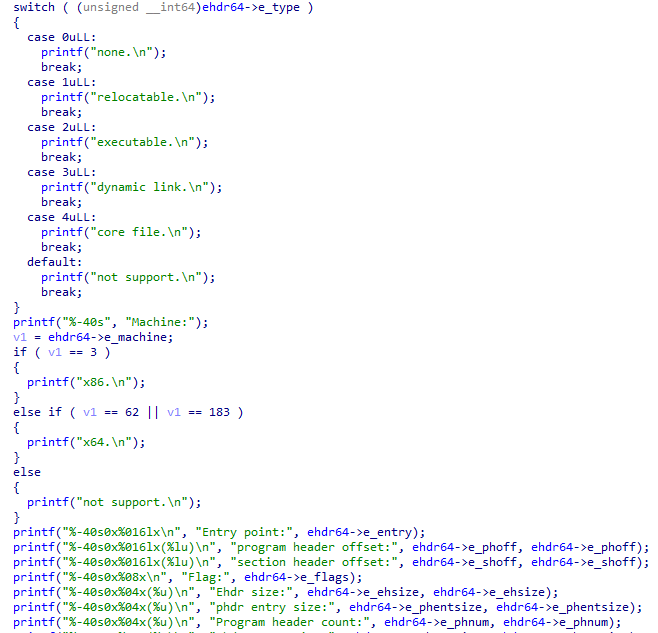 switch ( (unsigned __int64)ehdr64->e_type )
{
  case 0uLL:
    printf("none.\n");
    break;
  case 1uLL:
    printf("relocatable.\n");
    break;
  case 2uLL:
    printf("executable.\n");
    break;
  case 3uLL:
    printf("dynamic link.\n");
    break;
  case 4uLL:
    printf("core file.\n");
    break;
  default:
    printf("not support.\n");
    break;
}
printf("%-40s", "Machine:");
v1 = ehdr64->e_machine;
if ( v1 == 3 )
{
  printf("x86.\n");
}
else if ( v1 == 62 || v1 == 183 )
{
  printf("x64.\n");
}
else
{
  printf("not support.\n");
}
printf("%-40s0x%016lx\n", "Entry point:", ehdr64->e_entry);
printf("%-40s0x%016lx(%lu)\n", "program header offset:", ehdr64->e_phoff, ehdr64->e_phoff);
printf("%-40s0x%016lx(%lu)\n", "section header offset:", ehdr64->e_shoff, ehdr64->e_shoff);
printf("%-40s0x%08x\n", "Flag:", ehdr64->e_flags);
printf("%-40s0x%04x(%u)\n", "Ehdr size:", ehdr64->e_ehsize, ehdr64->e_ehsize);
printf("%-40s0x%04x(%u)\n", "phdr entry size:", ehdr64->e_phentsize, ehdr64->e_phentsize);
printf("%-40s0x%04x(%u)\n", "Program header count:", ehdr64->e_phnum, ehdr64->e_phnum);